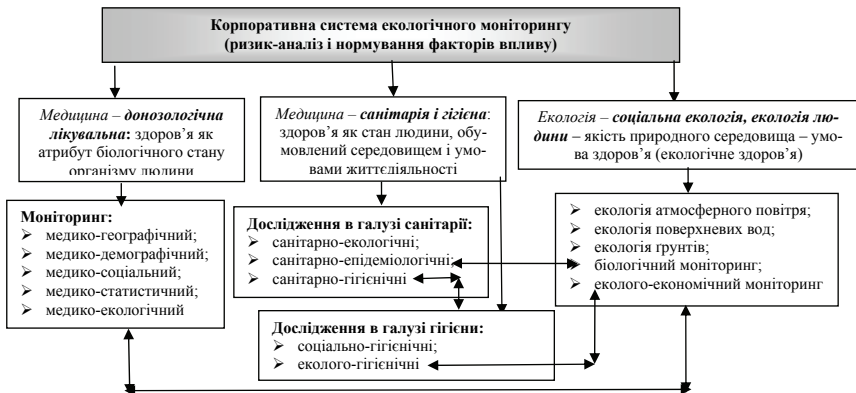 Корпоративна система екологічного моніторингу
(ризик-аналіз і нормування факторів впливу)
Медицина – донозологічна
лікувальна: здоров’я як
атрибут біологічного стану
організму людини
Медицина – санітарія і гігієна:
здоров’я як стан людини, обу-
мовлений середовищем і умо-
вами життєдіяльності
Екологія – соціальна екологія, екологія лю-
дини – якість природного середовища – умо-
ва здоров’я (екологічне здоров’я)
Моніторинг:
➢ медико-географічний;
➢ медико-демографічний;
➢ медико-соціальний;
➢ медико-статистичний;
➢ медико-екологічний
Дослідження в галузі санітарії:
➢ санітарно-екологічні;
➢ санітарно-епідеміологічні;
➢ санітарно-гігієнічні
➢ екологія атмосферного повітря;
➢ екологія поверхневих вод;
➢ екологія ґрунтів;
➢ біологічний моніторинг;
➢ еколого-економічний моніторинг
Дослідження в галузі гігієни:
➢ соціально-гігієнічні;
➢ еколого-гігієнічні